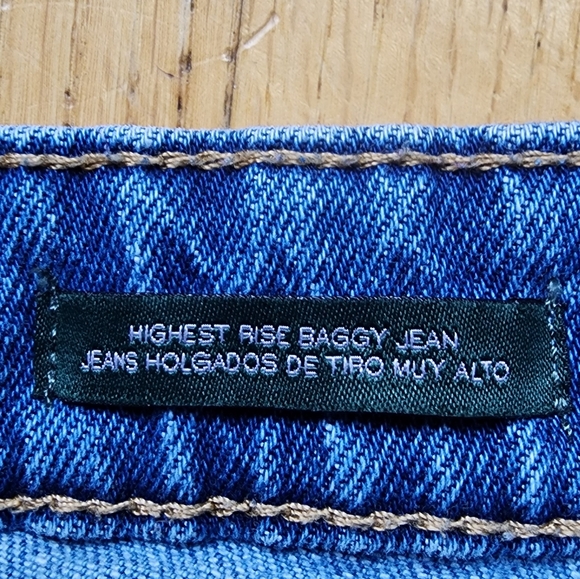 HIGHEST RISE BAGGY JEAN
JEANS HOLGADOS DE TIRO MUY ALTO